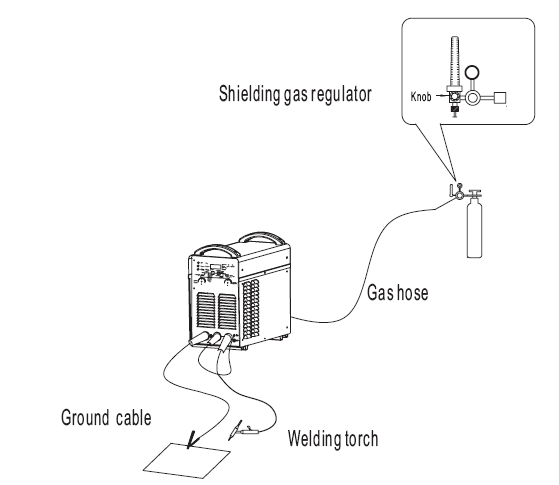 Shielding gas regulator
Knob
Gas hose
Ground cable
Welding torch